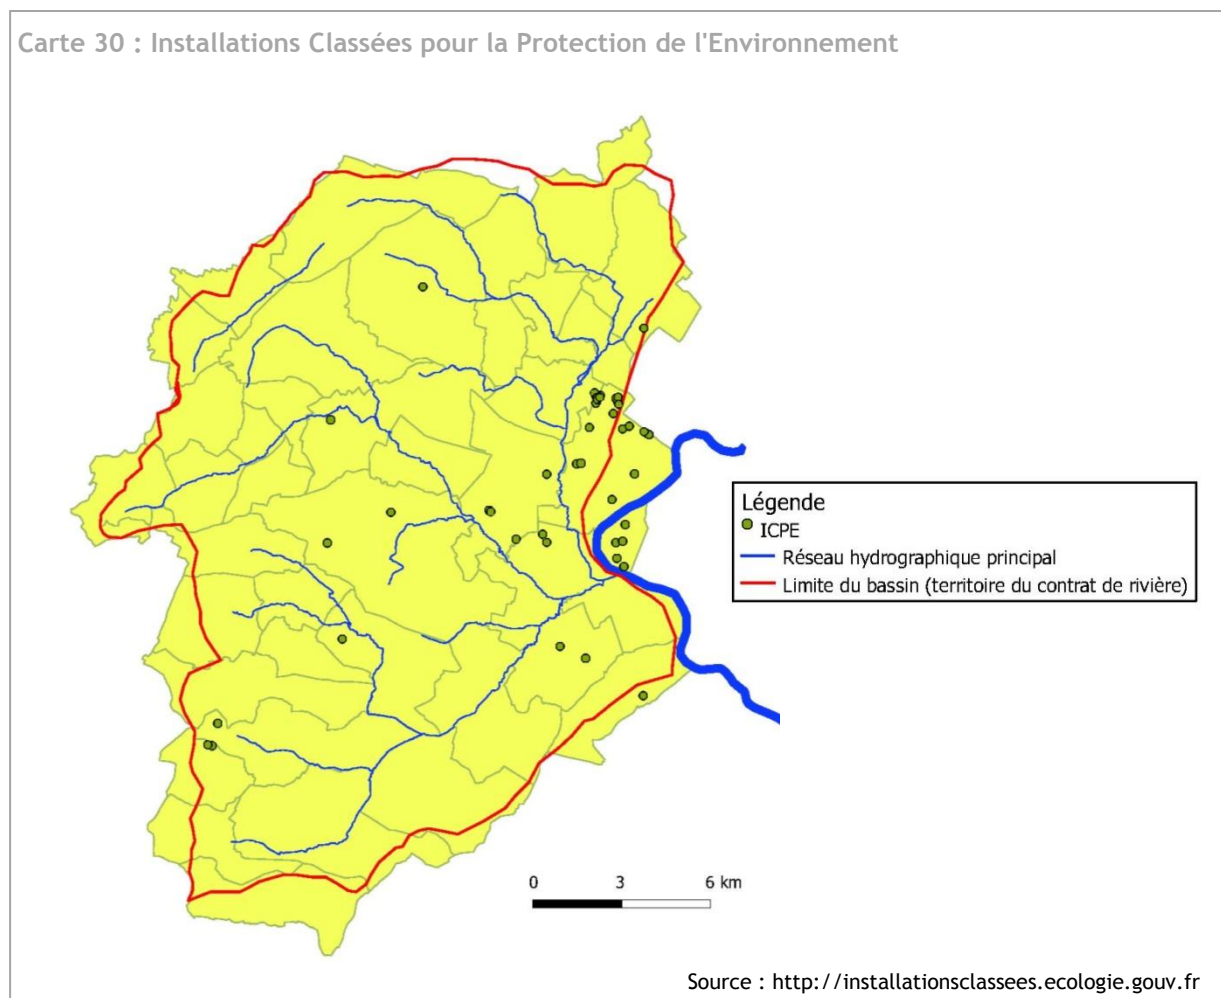 Carte 30 : Installations Classées pour la Protection de l'Environnement
Légende
ICPE
Réseau hydrographique principal
Limite du bassin (territoire du contrat de rivière)
0 3 6 km
Source : http://installationsclassees.ecologie.gouv.fr